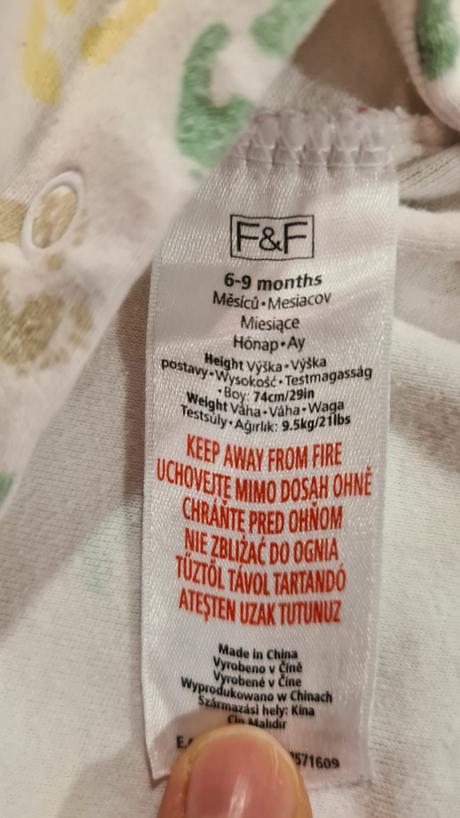 F&F
6-9 months
Měsíců • Mesiacov
Miesiące
Hónap • Ay
Height Výška • Výška
postavy • Wysokość • Testmagasság
• Boy: 74cm/29in
Weight Váha • Váha • Waga
Testsúly • Ağırlık: 9.5kg/21lbs
KEEP AWAY FROM FIRE
UCHOVEJTE MIMO DOSAH OHNĚ
CHRÁŇTE PRED OHŇOM
NIE ZBLIŻAĆ DO OGNIA
TŰZTŐL TÁVOL TARTANDÓ
ATEŞTEN UZAK TUTUNUZ
Made in China
Vyrobeno v Číně
Vyrobené v Číne
Wyprodukowano w Chinach
Származási hely: Kína
Çin Malıdır